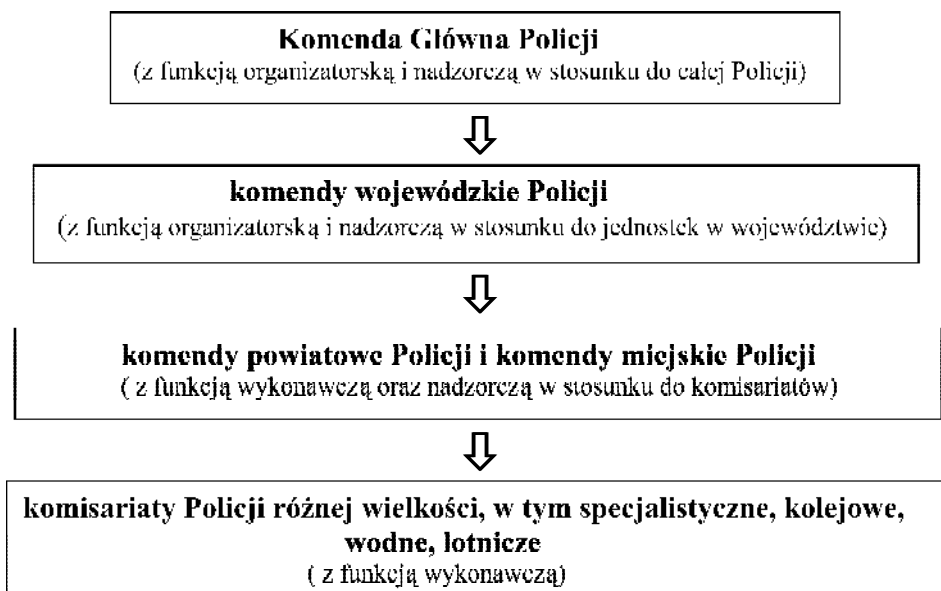 Komenda Główna Policji
(z funkcją organizatorską i nadzorczą w stosunku do całej Policji)
komendy wojewódzkie Policji
(z funkcją organizatorską i nadzorczą w stosunku do jednostek w województwie)
komendy powiatowe Policji i komendy miejskie Policji
( z funkcją wykonawczą oraz nadzorczą w stosunku do komisariatów)
komisariaty Policji różnej wielkości, w tym specjalistyczne, kolejowe,
wodne, lotnicze
( z funkcją wykonawczą)